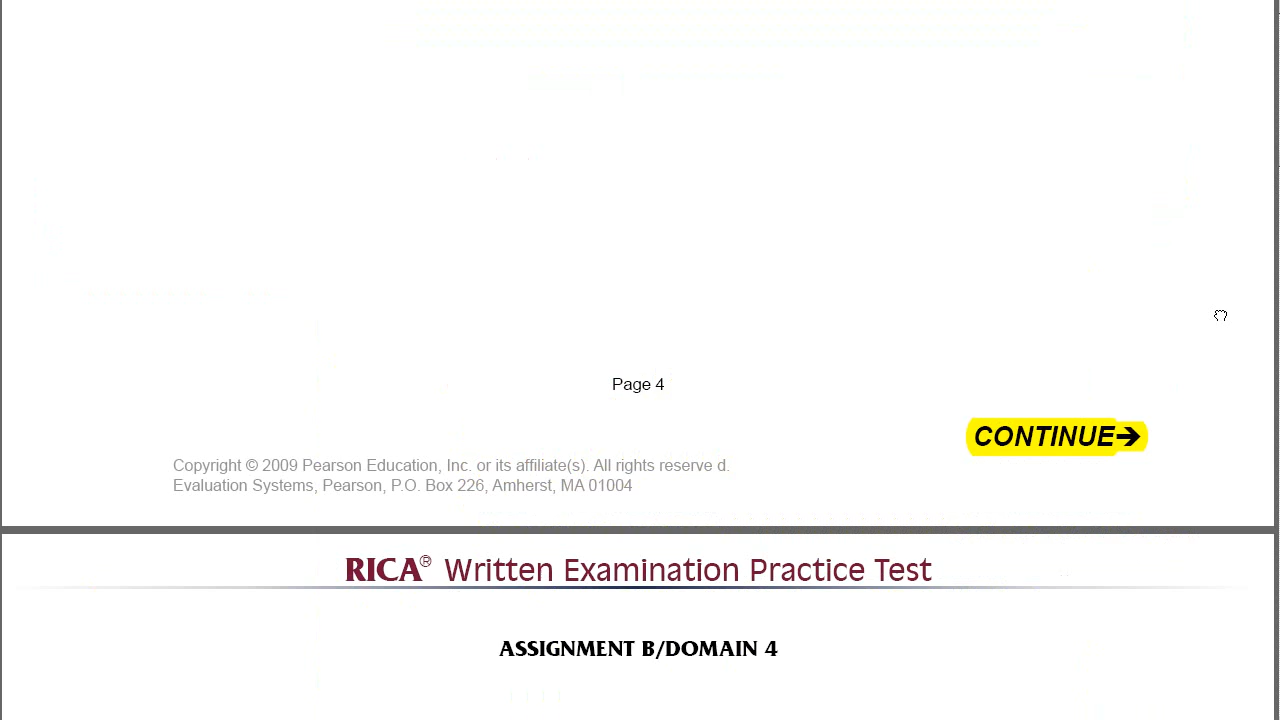 Page 4
CONTINUE→
Copyright © 2009 Pearson Education, Inc. or its affiliate(s). All rights reserve d.
Evaluation Systems, Pearson, P.O. Box 226, Amherst, MA 01004
RICA® Written Examination Practice Test
ASSIGNMENT B/DOMAIN 4